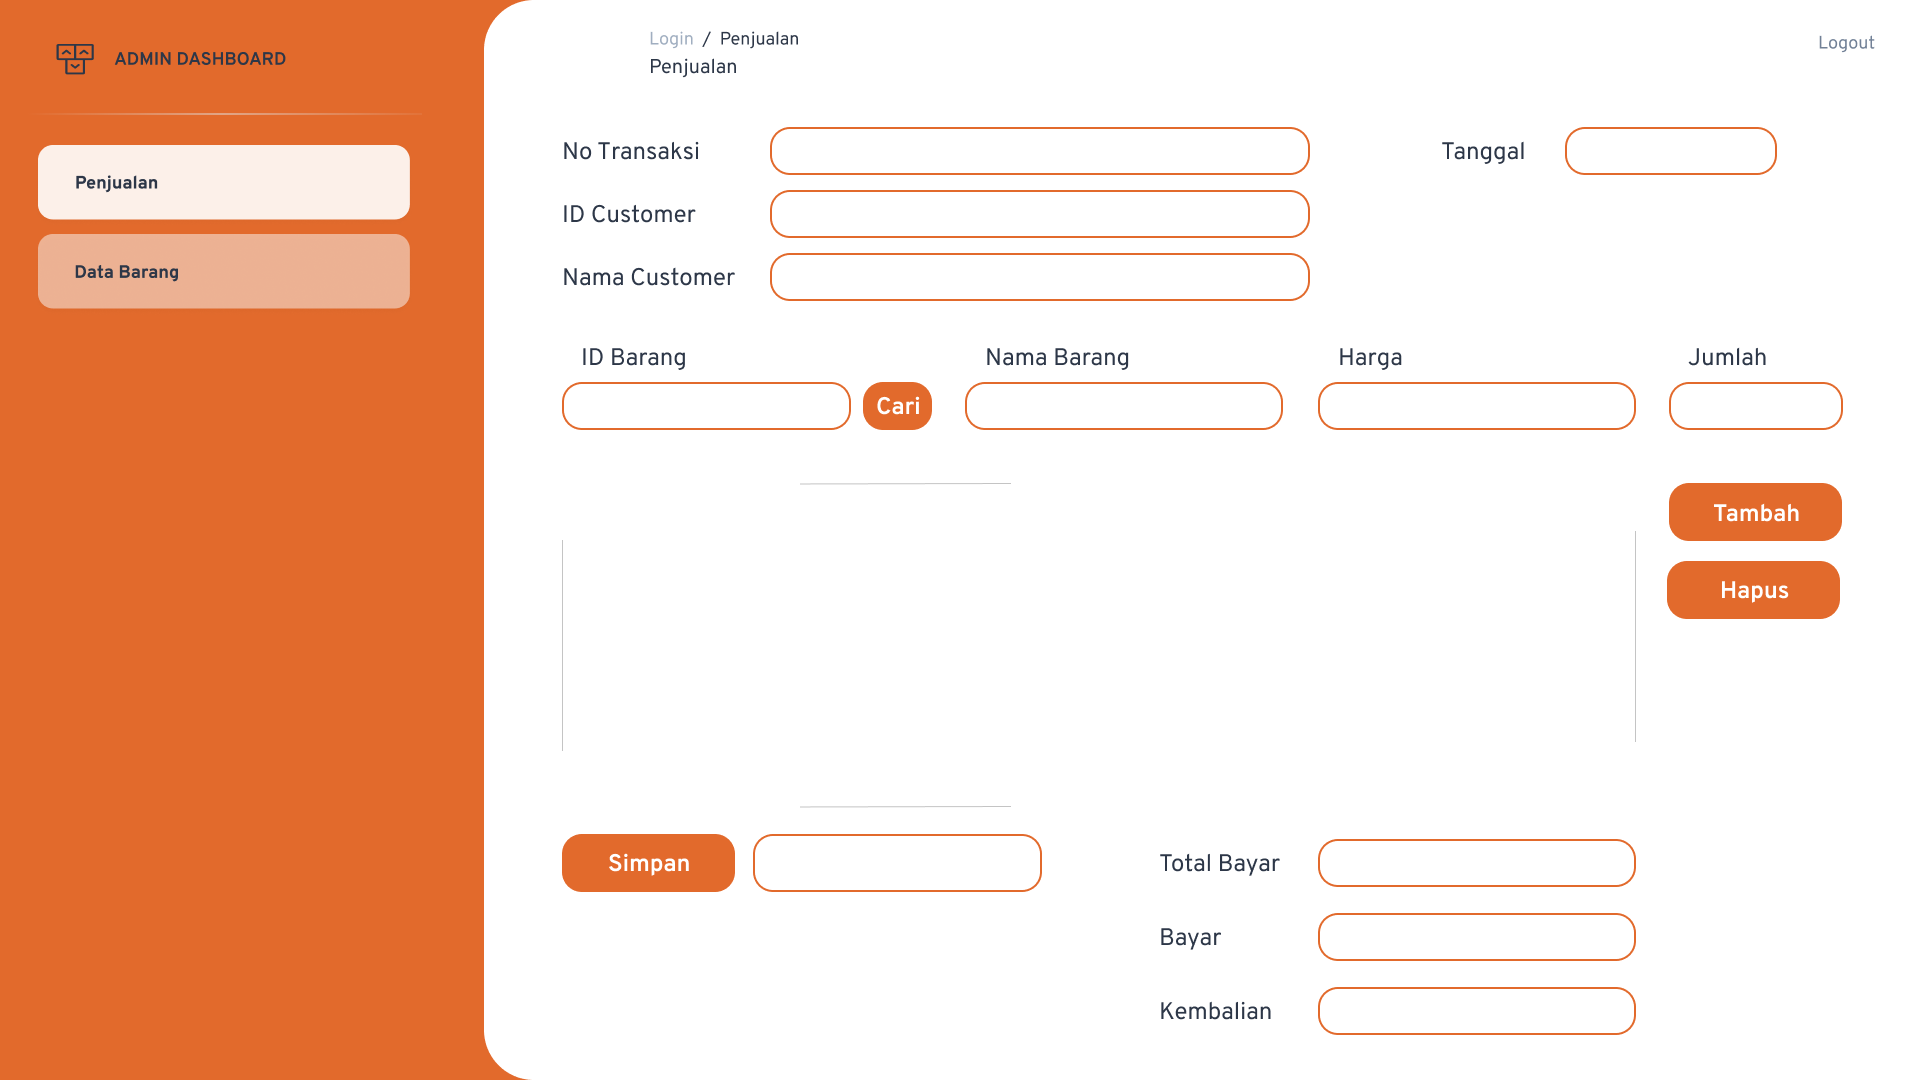 ADMIN DASHBOARD
Penjualan
Data Barang
Login / Penjualan
Penjualan
Logout
No Transaksi
Tanggal
ID Customer
Nama Customer
ID Barang
Nama Barang
Harga
Jumlah
Cari
Tambah
Hapus
Simpan
Total Bayar
Bayar
Kembalian